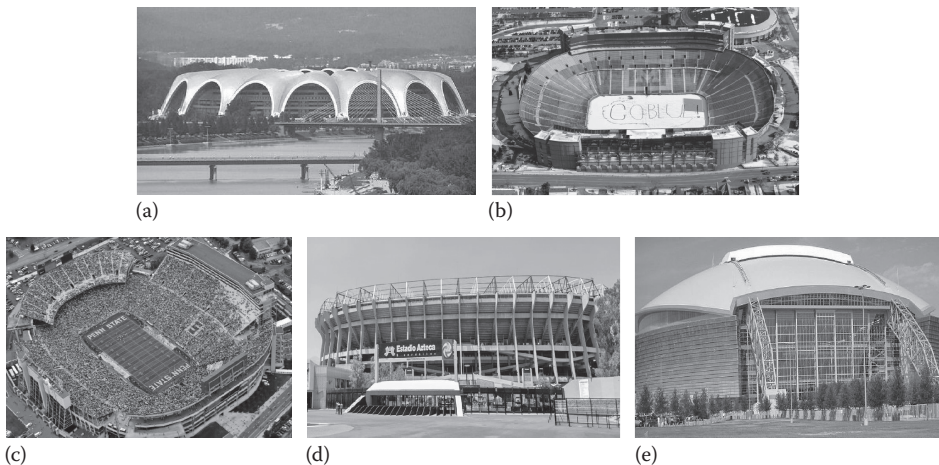 (a)
(b)
GO BLUE!
PENN STATE
PENN STATE
Estadio Azteca
(c)
(d)
(e)